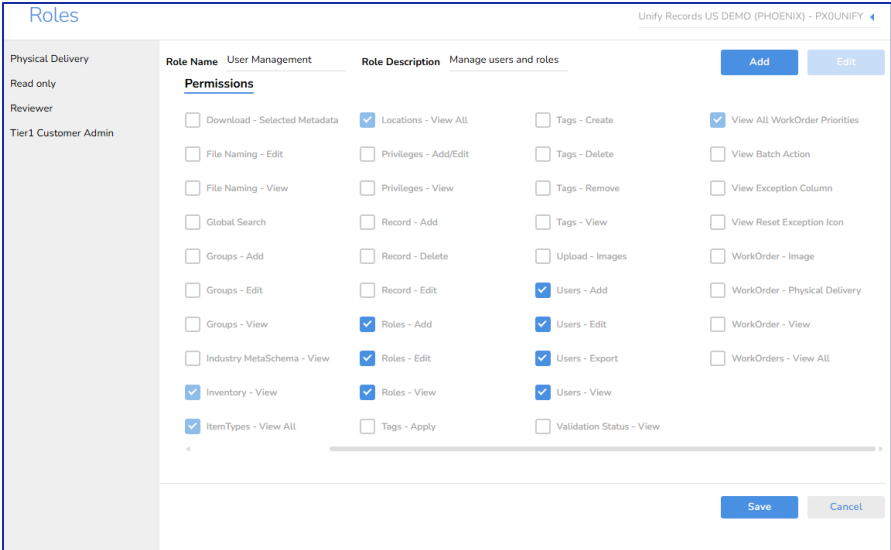 Roles
Unify Records US DEMO (PHOENIX) - PX0UNIFY
Physical Delivery
Read only
Reviewer
Tier1 Customer Admin
Role Name User Management Role Description Manage users and roles Add Edit
Permissions
Download - Selected Metadata Locations - View All Tags - Create View All WorkOrder Priorities
File Naming - Edit Privileges - Add/Edit Tags - Delete View Batch Action
File Naming - View Privileges - View Tags - Remove View Exception Column
Global Search Record - Add Tags - View View Reset Exception Icon
Groups - Add Record - Delete Upload - Images WorkOrder - Image
Groups - Edit Record - Edit Users - Add WorkOrder - Physical Delivery
Groups - View Roles - Add Users - Edit WorkOrder - View
Industry MetaSchema - View Roles - Edit Users - Export WorkOrders - View All
Inventory - View Roles - View Users - View
ItemTypes - View All Tags - Apply Validation Status - View
Save Cancel